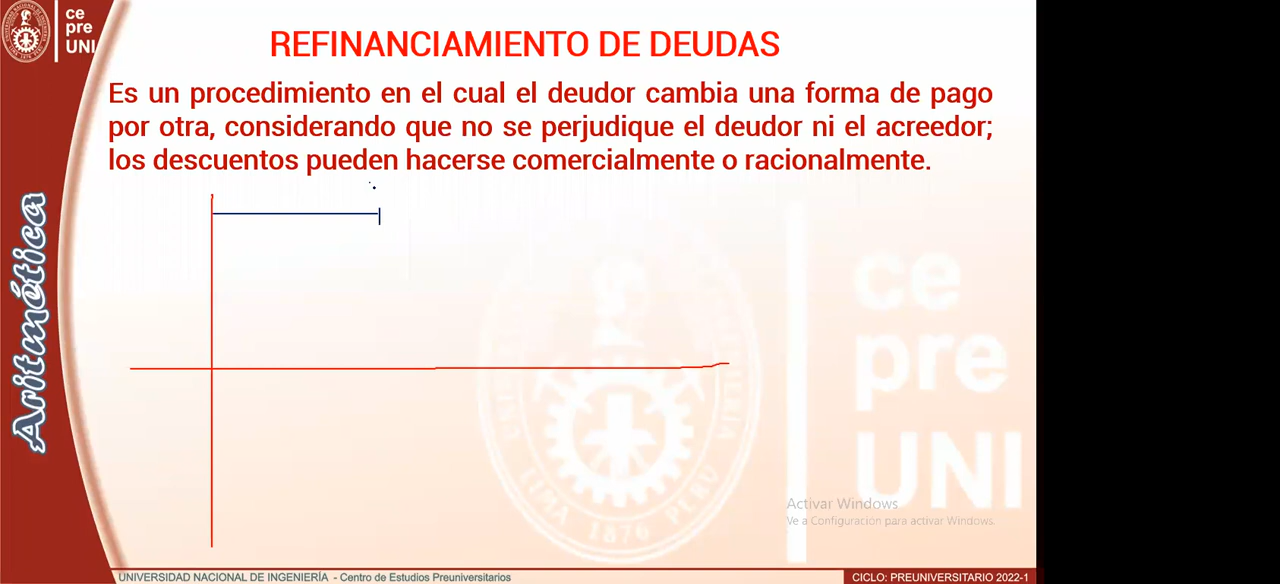 ce
pre
UNI
REFINANCIAMIENTO DE DEUDAS
Es un procedimiento en el cual el deudor cambia una forma de pago
por otra, considerando que no se perjudique el deudor ni el acreedor;
los descuentos pueden hacerse comercialmente o racionalmente.
Aritmética
ce
pre
UNI
LIMA 1876 PERU
Activar Windows
Ve a Configuración para activar Windows.
UNIVERSIDAD NACIONAL DE INGENIERÍA - Centro de Estudios Preuniversitarios
CICLO: PREUNIVERSITARIO 2022-1